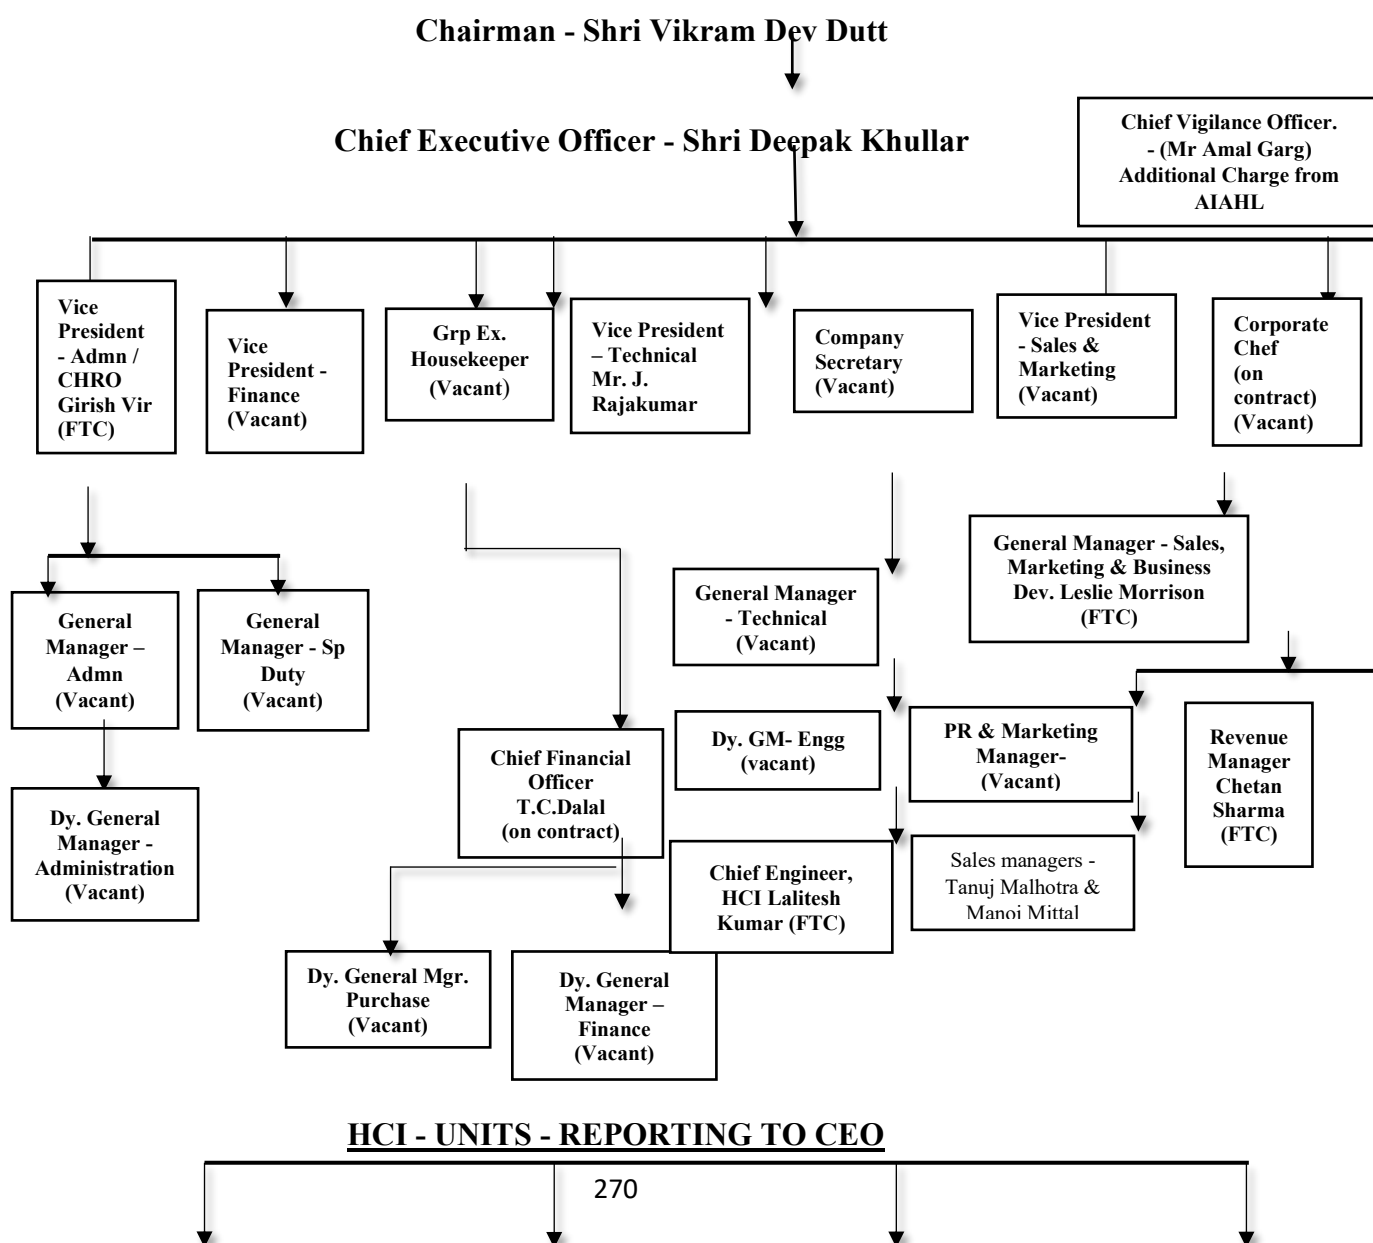 Chairman - Shri Vikram Dev Dutt
Chief Executive Officer - Shri Deepak Khullar
Chief Vigilance Officer.
- (Mr Amal Garg)
Additional Charge from
AIAHL
Vice
President
- Admn /
CHRO
Girish Vir
(FTC)
Vice
President -
Finance
(Vacant)
Grp Ex.
Housekeeper
(Vacant)
Vice President
– Technical
Mr. J.
Rajakumar
Company
Secretary
(Vacant)
Vice President
- Sales &
Marketing
(Vacant)
Corporate
Chef
(on
contract)
(Vacant)
General
Manager –
Admn
(Vacant)
General
Manager - Sp
Duty
(Vacant)
General Manager
- Technical
(Vacant)
General Manager - Sales,
Marketing & Business
Dev. Leslie Morrison
(FTC)
Dy. General
Manager -
Administration
(Vacant)
Chief Financial
Officer
T.C.Dalal
(on contract)
Dy. GM- Engg
(vacant)
PR & Marketing
Manager-
(Vacant)
Revenue
Manager
Chetan
Sharma
(FTC)
Chief Engineer,
HCI Lalitesh
Kumar (FTC)
Sales managers -
Tanuj Malhotra &
Manoj Mittal
Dy. General Mgr.
Purchase
(Vacant)
Dy. General
Manager –
Finance
(Vacant)
HCI - UNITS - REPORTING TO CEO
270